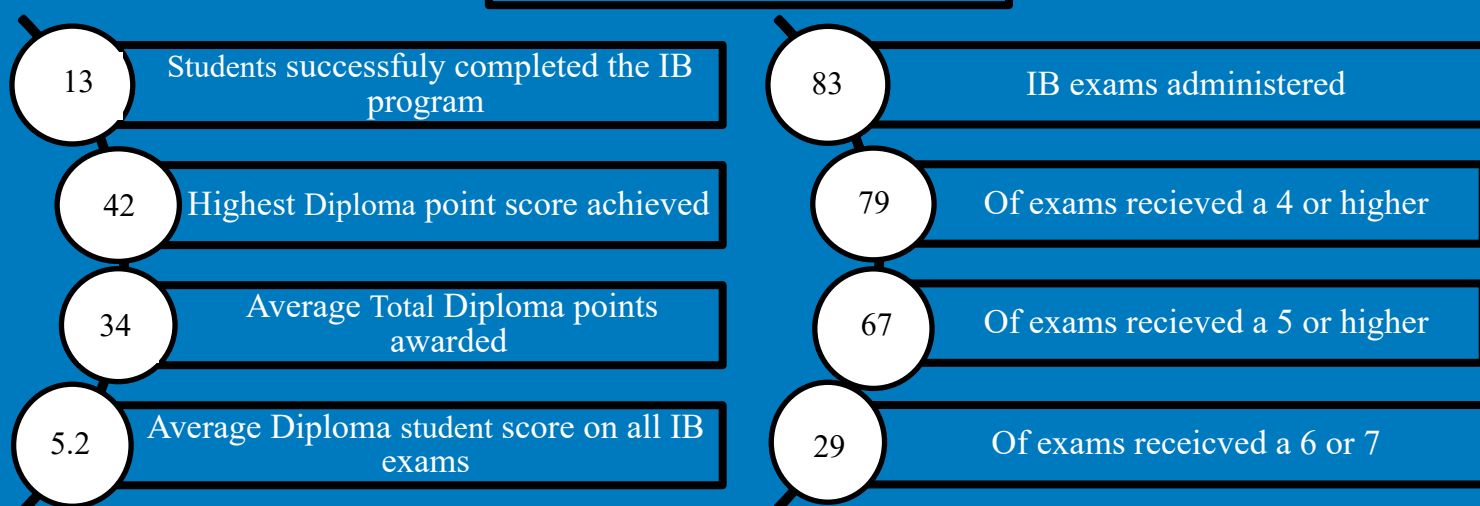 13
Students successfuly completed the IB
program
42
Highest Diploma point score achieved
34
Average Total Diploma points
awarded
5.2
Average Diploma student score on all IB
exams
83
IB exams administered
79
Of exams recieved a 4 or higher
67
Of exams recieved a 5 or higher
29
Of exams receicved a 6 or 7